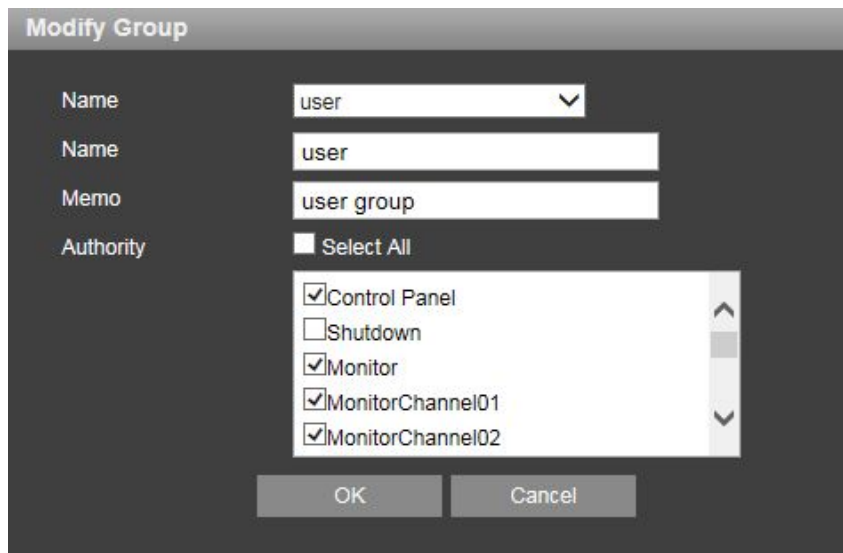 Modify Group
Name user
Name user
Memo user group
Authority Select All
Control Panel
Shutdown
Monitor
MonitorChannel01
MonitorChannel02
OK Cancel